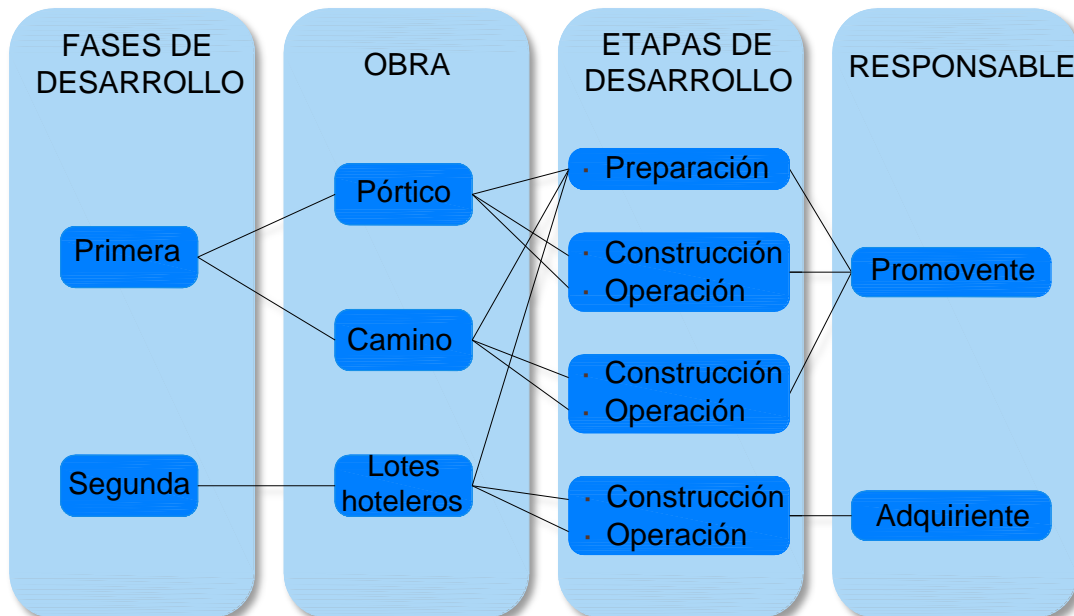 FASES DE
DESARROLLO
OBRA
ETAPAS DE
DESARROLLO
RESPONSABLE
Primera
Segunda
Pórtico
Camino
Lotes
hoteleros
· Preparación
· Construcción
· Operación
· Construcción
· Operación
· Construcción
· Operación
Promovente
Adquiriente